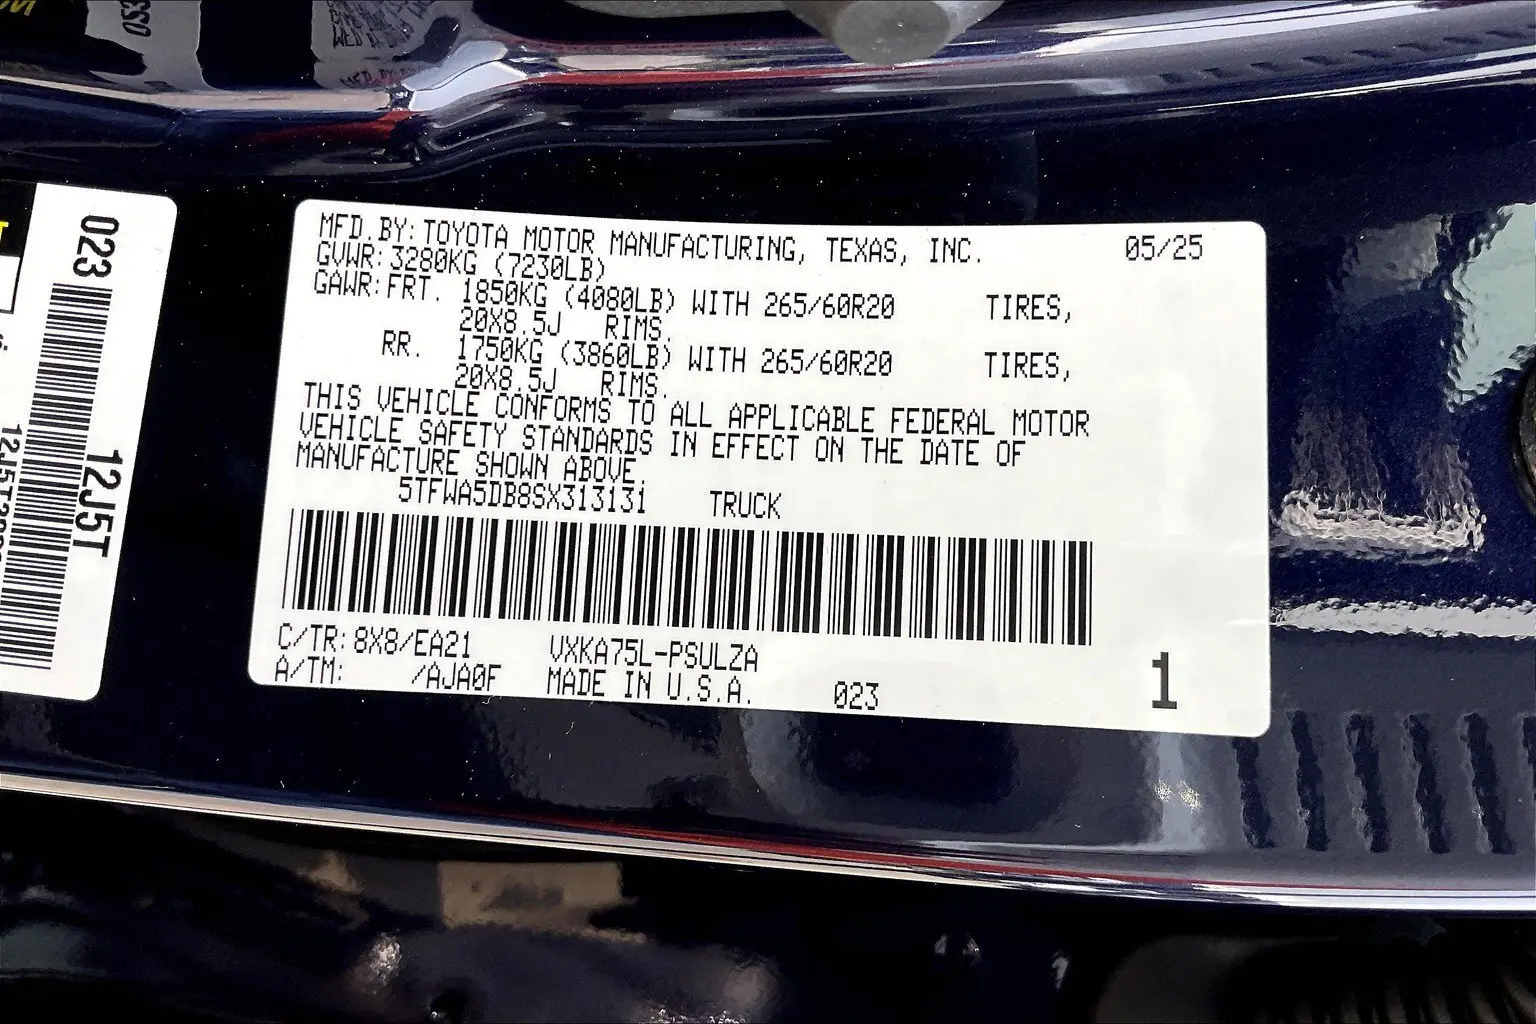 MFD.BY:TOYOTA MOTOR MANUFACTURING, TEXAS, INC. 05/25
GVWR:3280KG (7230LB)
GAWR:FRT. 1850KG (4080LB) WITH 265/60R20 TIRES,
20X8.5J RIMS.
RR. 1750KG (3860LB) WITH 265/60R20 TIRES,
20X8.5J RIMS.
THIS VEHICLE CONFORMS TO ALL APPLICABLE FEDERAL MOTOR
VEHICLE SAFETY STANDARDS IN EFFECT ON THE DATE OF
MANUFACTURE SHOWN ABOVE.
5TFWA5DB8SX313131 TRUCK
C/TR:8X8/EA21 VXKA75L-PSULZA
A/TM: /AJA0F MADE IN U.S.A. 023
1
023
12J5T